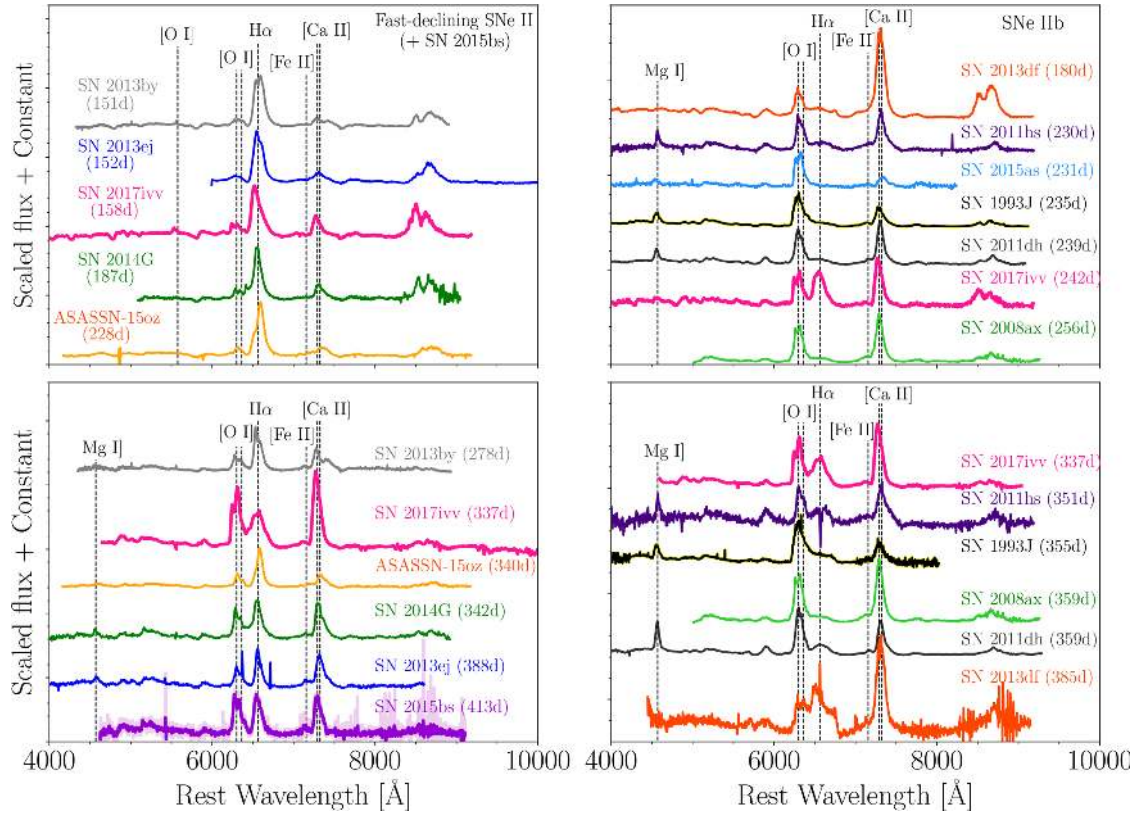 Fast-declining SNe II
(+ SN 2015bs)
Hα
[O I]
[Ca II]
[O I]
[Fe II]
SN 2013by
(151d)
SN 2013ej
(152d)
SN 2017ivv
(158d)
SN 2014G
(187d)
ASASSN-15oz
(228d)
Scaled flux + Constant
[Ca II]
SNe IIb
Hα
[O I]
[Fe II]
Mg I]
SN 2013df (180d)
SN 2011hs (230d)
SN 2015as (231d)
SN 1993J (235d)
SN 2011dh (239d)
SN 2017ivv (242d)
SN 2008ax (256d)
Scaled flux + Constant
Hα
[O I]
[Ca II]
[Fe II]
Mg I]
SN 2013by (278d)
SN 2017ivv (337d)
ASASSN-15oz (340d)
SN 2014G (342d)
SN 2013ej (388d)
SN 2015bs (413d)
4000 6000 8000 10000
Rest Wavelength [Å]
Scaled flux + Constant
Hα
[O I]
[Ca II]
[Fe II]
Mg I]
SN 2017ivv (337d)
SN 2011hs (351d)
SN 1993J (355d)
SN 2008ax (359d)
SN 2011dh (359d)
SN 2013df (385d)
4000 6000 8000 10000
Rest Wavelength [Å]
Scaled flux + Constant